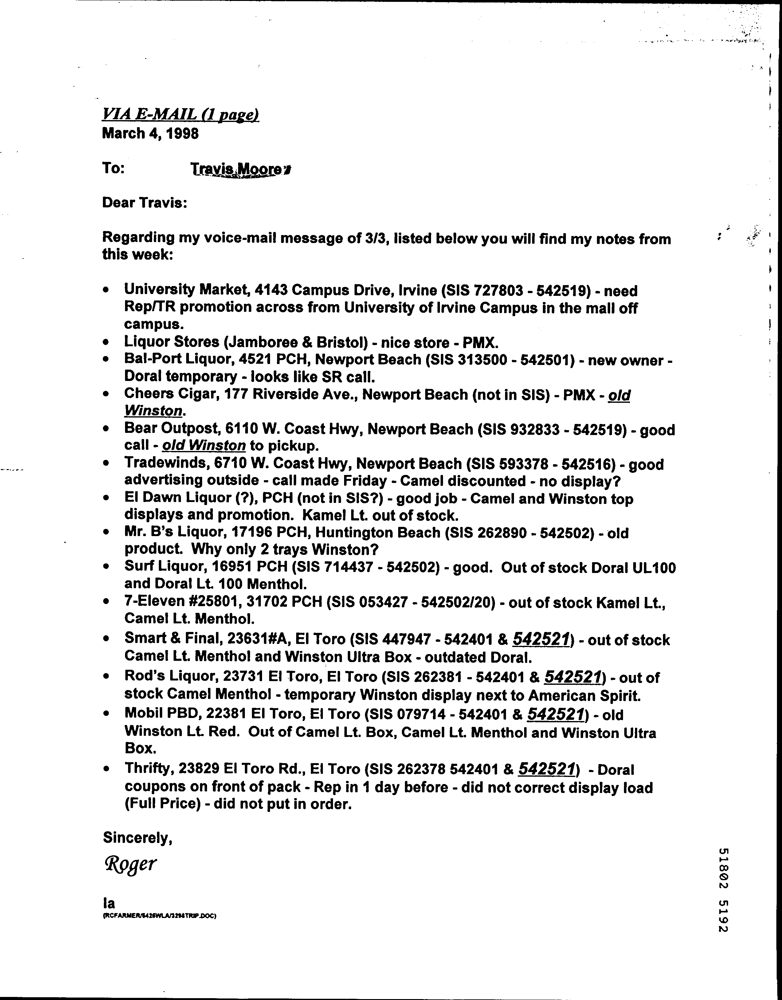 VIA E-MAIL (1 page)
March 4, 1998
To: Travis Moore
Dear Travis:
Regarding my voice-mail message of 3/3, listed below you will find my notes from
this week:
• University Market, 4143 Campus Drive, Irvine (SIS 727803 - 542519) - need
Rep/TR promotion across from University of Irvine Campus in the mall off
campus.
• Liquor Stores (Jamboree & Bristol) - nice store - PMX.
• Bal-Port Liquor, 4521 PCH, Newport Beach (SIS 313500 - 542501) - new owner -
Doral temporary - looks like SR call.
• Cheers Cigar, 177 Riverside Ave., Newport Beach (not in SIS) - PMX - old
Winston.
• Bear Outpost, 6110 W. Coast Hwy, Newport Beach (SIS 932833 - 542519) - good
call - old Winston to pickup.
• Tradewinds, 6710 W. Coast Hwy, Newport Beach (SIS 593378 - 542516) - good
advertising outside - call made Friday - Camel discounted - no display?
• El Dawn Liquor (?), PCH (not in SIS?) - good job - Camel and Winston top
displays and promotion. Kamel Lt. out of stock.
• Mr. B's Liquor, 17196 PCH, Huntington Beach (SIS 262890 - 542502) - old
product. Why only 2 trays Winston?
• Surf Liquor, 16951 PCH (SIS 714437 - 542502) - good. Out of stock Doral UL100
and Doral Lt. 100 Menthol.
• 7-Eleven #25801, 31702 PCH (SIS 053427 - 542502/20) - out of stock Kamel Lt.,
Camel Lt. Menthol.
• Smart & Final, 23631#A, El Toro (SIS 447947 - 542401 & 542521) - out of stock
Camel Lt. Menthol and Winston Ultra Box - outdated Doral.
• Rod's Liquor, 23731 El Toro, El Toro (SIS 262381 - 542401 & 542521) - out of
stock Camel Menthol - temporary Winston display next to American Spirit.
• Mobil PBD, 22381 El Toro, El Toro (SIS 079714 - 542401 & 542521) - old
Winston Lt. Red. Out of Camel Lt. Box, Camel Lt. Menthol and Winston Ultra
Box.
• Thrifty, 23829 El Toro Rd., El Toro (SIS 262378 542401 & 542521) - Doral
coupons on front of pack - Rep in 1 day before - did not correct display load
(Full Price) - did not put in order.
Sincerely,
Roger
la
51802 5192